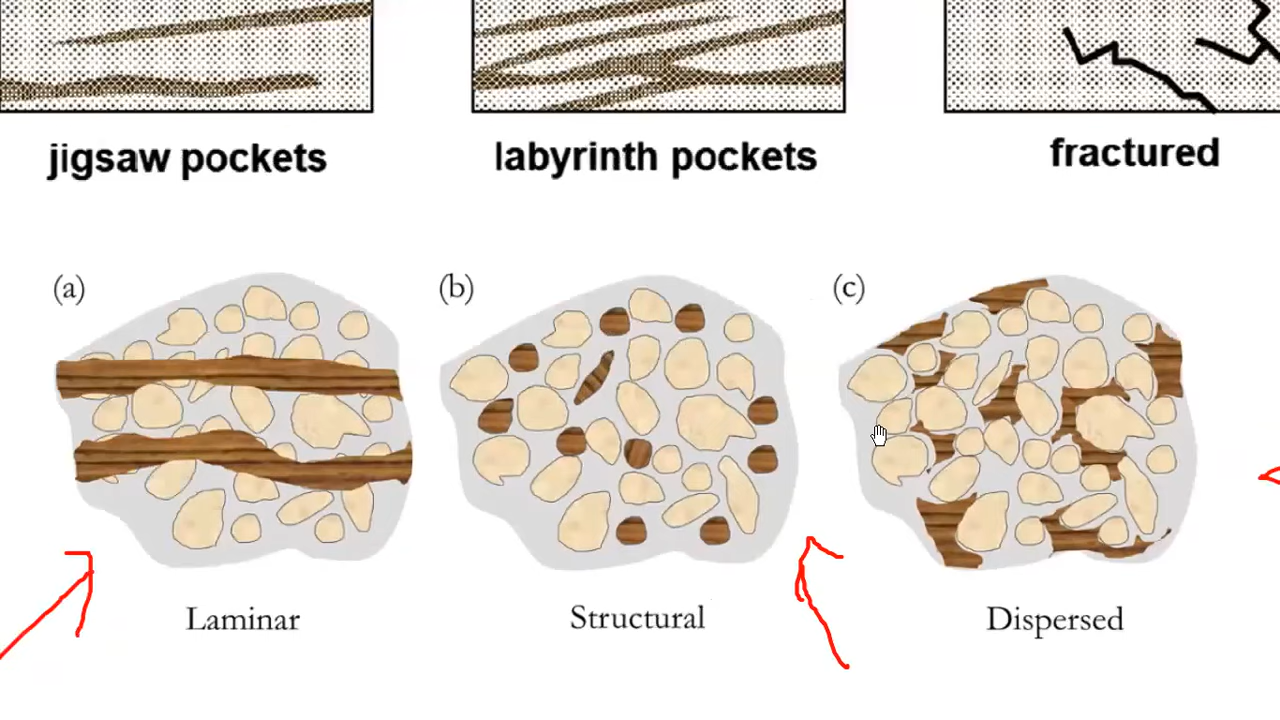 jigsaw pockets
labyrinth pockets
fractured
(a)
(b)
(c)
Laminar
Structural
Dispersed